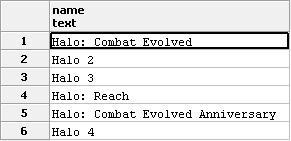 name
text
1 Halo: Combat Evolved
2 Halo 2
3 Halo 3
4 Halo: Reach
5 Halo: Combat Evolved Anniversary
6 Halo 4